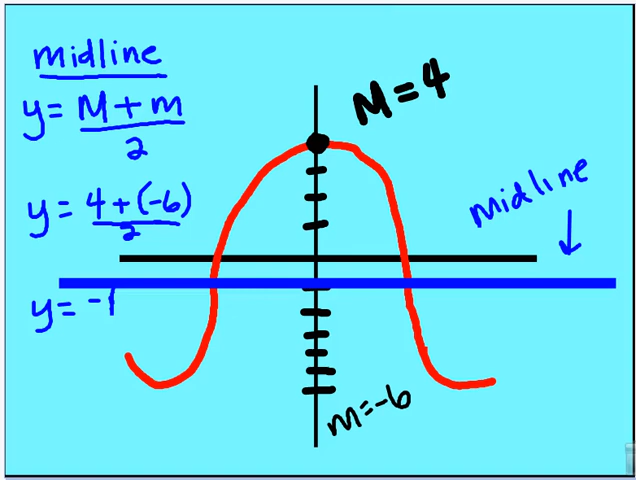 midline
y = M + m / 2
y = 4 + (-6) / 2
y = -1
M = 4
midline
m = -6